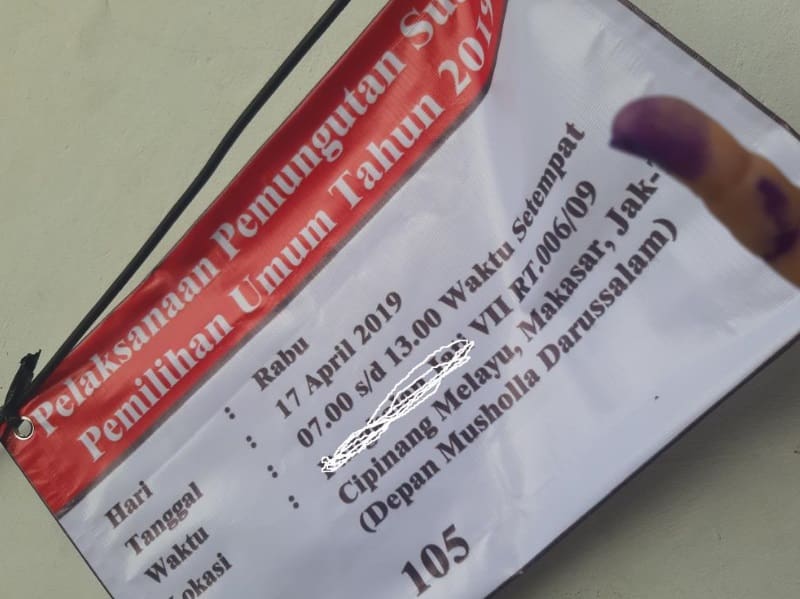 Pelaksanaan Pemungutan Su
Pemilihan Umum Tahun 2019
Hari : Rabu
Tanggal : 17 April 2019
Waktu : 07.00 s/d 13.00 Waktu Setempat
Lokasi : VII RT.006/09
Cipinang Melayu, Makasar, Jak-
(Depan Musholla Darussalam)
105